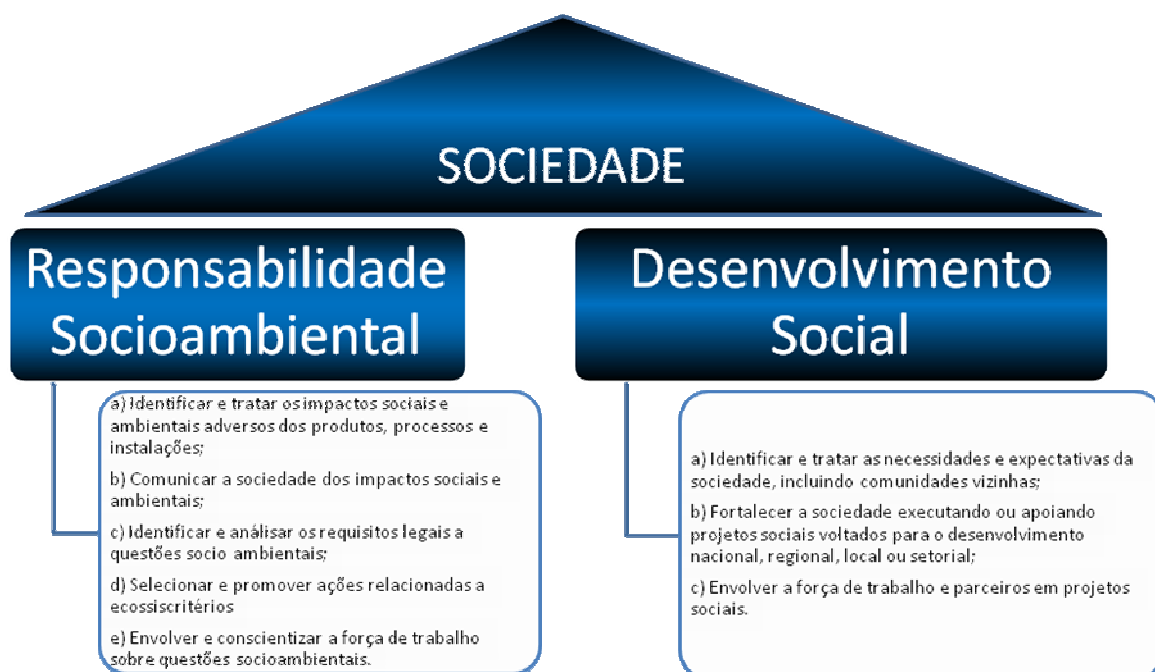 SOCIEDADE
Responsabilidade
Socioambiental
a) Identificar e tratar os impactos sociais e
ambientais adversos dos produtos, processos e
instalações;
b) Comunicar a sociedade dos impactos sociais e
ambientais;
c) Identificar e análisar os requisitos legais a
questões socio ambientais;
d) Selecionar e promover ações relacionadas a
ecossiscritérios
e) Envolver e conscientizar a força de trabalho
sobre questões socioambientais.
Desenvolvimento
Social
a) Identificar e tratar as necessidades e expectativas da
sociedade, incluindo comunidades vizinhas;
b) Fortalecer a sociedade executando ou apoiando
projetos sociais voltados para o desenvolvimento
nacional, regional, local ou setorial;
c) Envolver a força de trabalho e parceiros em projetos
sociais.